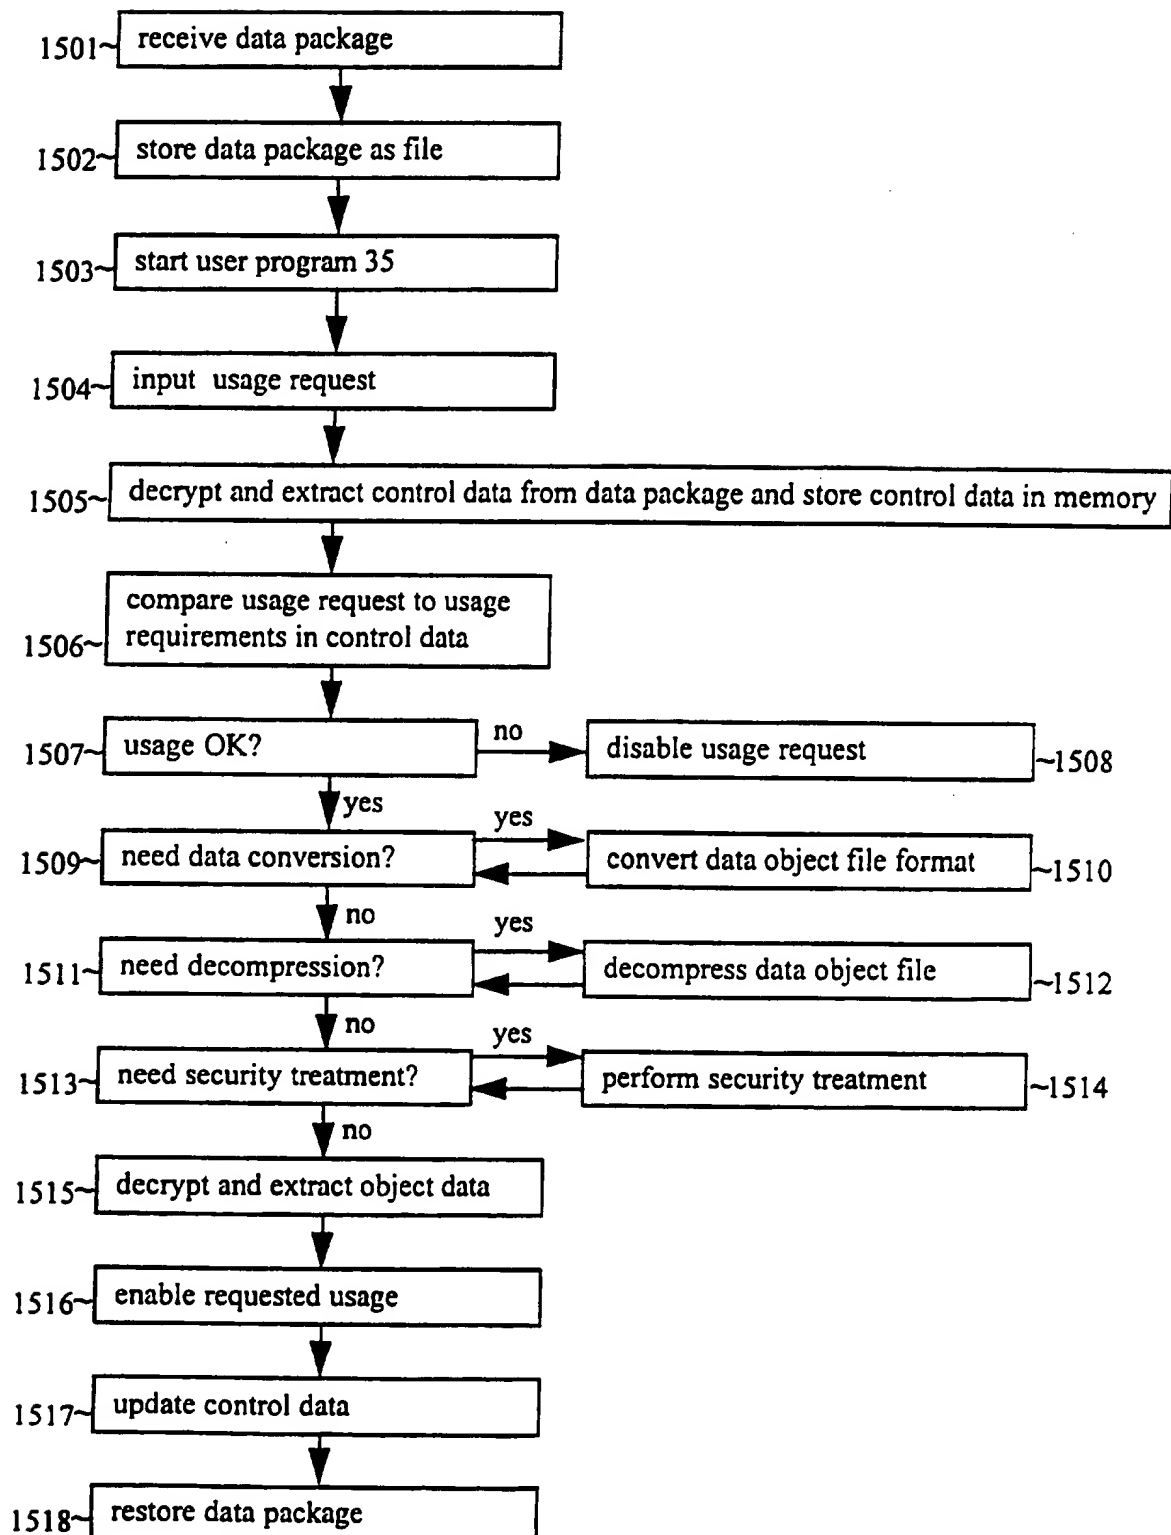 1501~ receive data package
1502~ store data package as file
1503~ start user program 35
1504~ input usage request
1505~ decrypt and extract control data from data package and store control data in memory
compare usage request to usage
1506~ requirements in control data
1507~ usage OK? no disable usage request ~1508
yes
yes
1509~ need data conversion? convert data object file format ~1510
no
yes
1511~ need decompression? decompress data object file ~1512
no
yes
1513~ need security treatment? perform security treatment ~1514
no
1515~ decrypt and extract object data
1516~ enable requested usage
1517~ update control data
1518~ restore data package